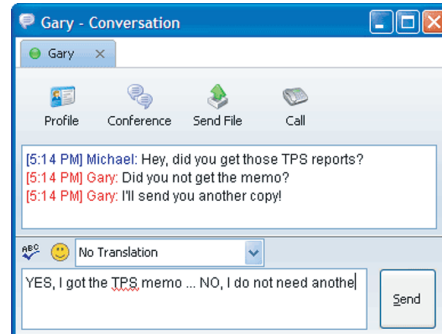 Gary - Conversation
Gary
Profile Conference Send File Call
[5:14 PM] Michael: Hey, did you get those TPS reports?
[5:14 PM] Gary: Did you not get the memo?
[5:14 PM] Gary: I'll send you another copy!
ABC No Translation
YES, I got the TPS memo ... NO, I do not need anothe
Send